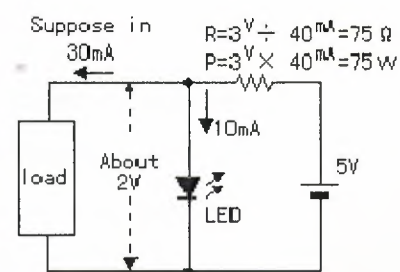 Suppose in
30mA
R=3V÷ 40mA=75 Ω
P=3V× 40mA=75 W
10mA
load
About
2V
LED
5V